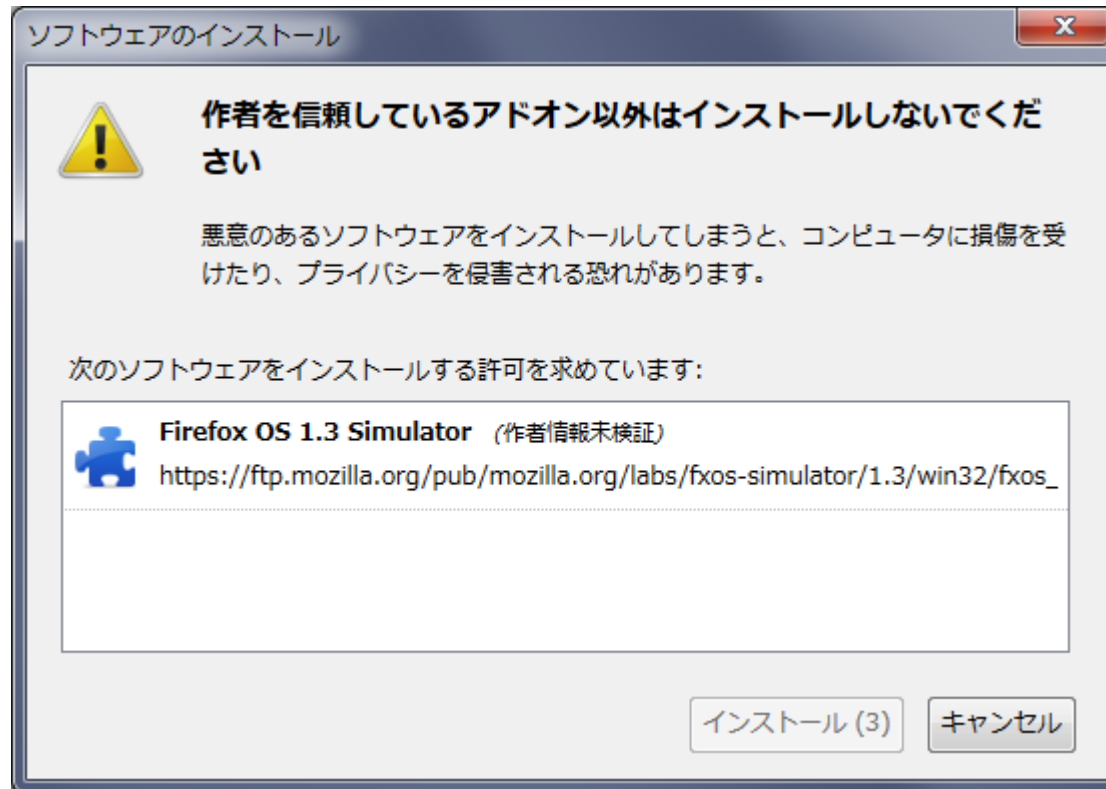 ソフトウェアのインストール
作者を信頼しているアドオン以外はインストールしないでくだ
さい
悪意のあるソフトウェアをインストールしてしまうと、コンピュータに損傷を受
けたり、プライバシーを侵害される恐れがあります。
次のソフトウェアをインストールする許可を求めています:
Firefox OS 1.3 Simulator (作者情報未検証)
https://ftp.mozilla.org/pub/mozilla.org/labs/fxos-simulator/1.3/win32/fxos_
インストール (3) キャンセル